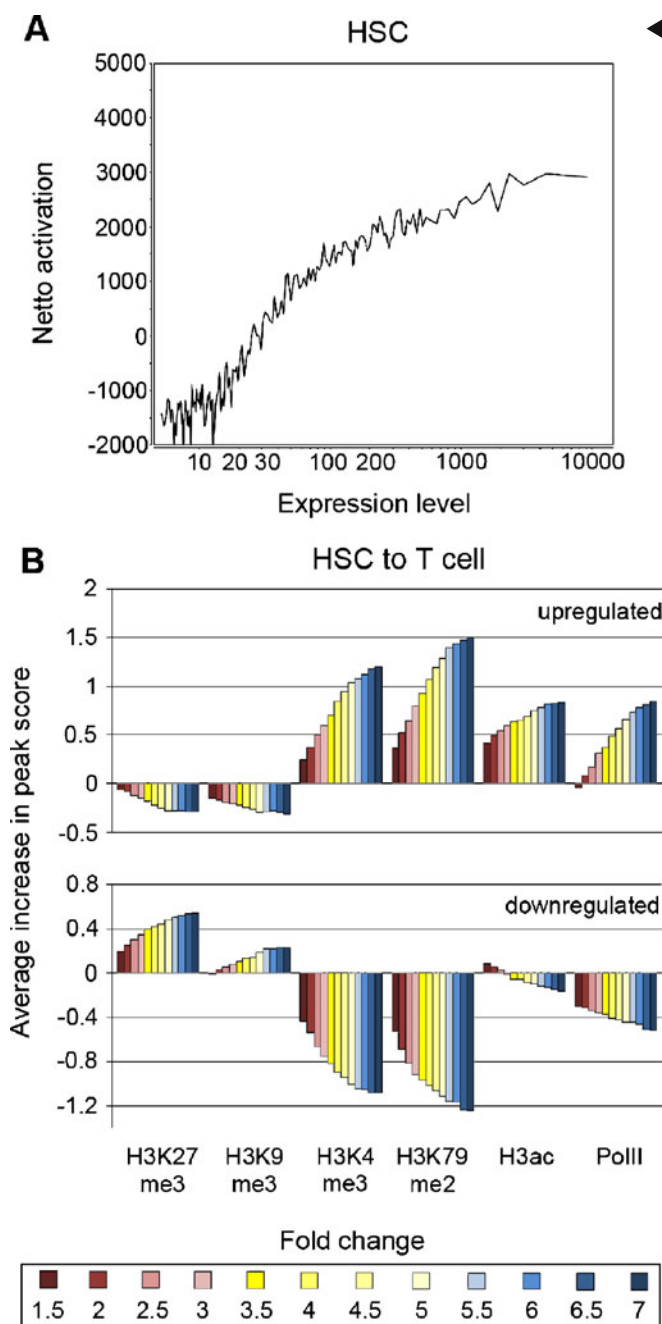 A
HSC
5000
4000
3000
2000
1000
0
-1000
-2000
Netto activation
10 20 30 100 200 1000 10000
Expression level
B
HSC to T cell
2
1.5
1
0.5
0
-0.5
upregulated
Average increase in peak score
0.8
0.4
0
-0.4
-0.8
-1.2
downregulated
H3K27 H3K9 H3K4 H3K79 H3ac PolII
me3 me3 me3 me2
Fold change
1.5 2 2.5 3 3.5 4 4.5 5 5.5 6 6.5 7